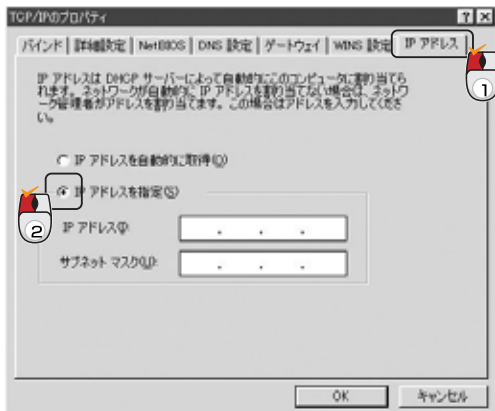 TCP/IPのプロパティ
バインド 詳細設定 NetBIOS DNS 設定 ゲートウェイ WINS 設定 IP アドレス
IP アドレスは DHCP サーバーによって自動的にこのコンピュータに割り当てら
れます。ネットワークが自動的に IP アドレスを割り当てない場合は、ネットワ
ーク管理者がアドレスを割り当てます。この場合はアドレスを入力してくださ
い。
1
IP アドレスを自動的に取得(O)
IP アドレスを指定(S)
2
IP アドレス(I):
. . .
サブネット マスク(U):
. . .
OK キャンセル